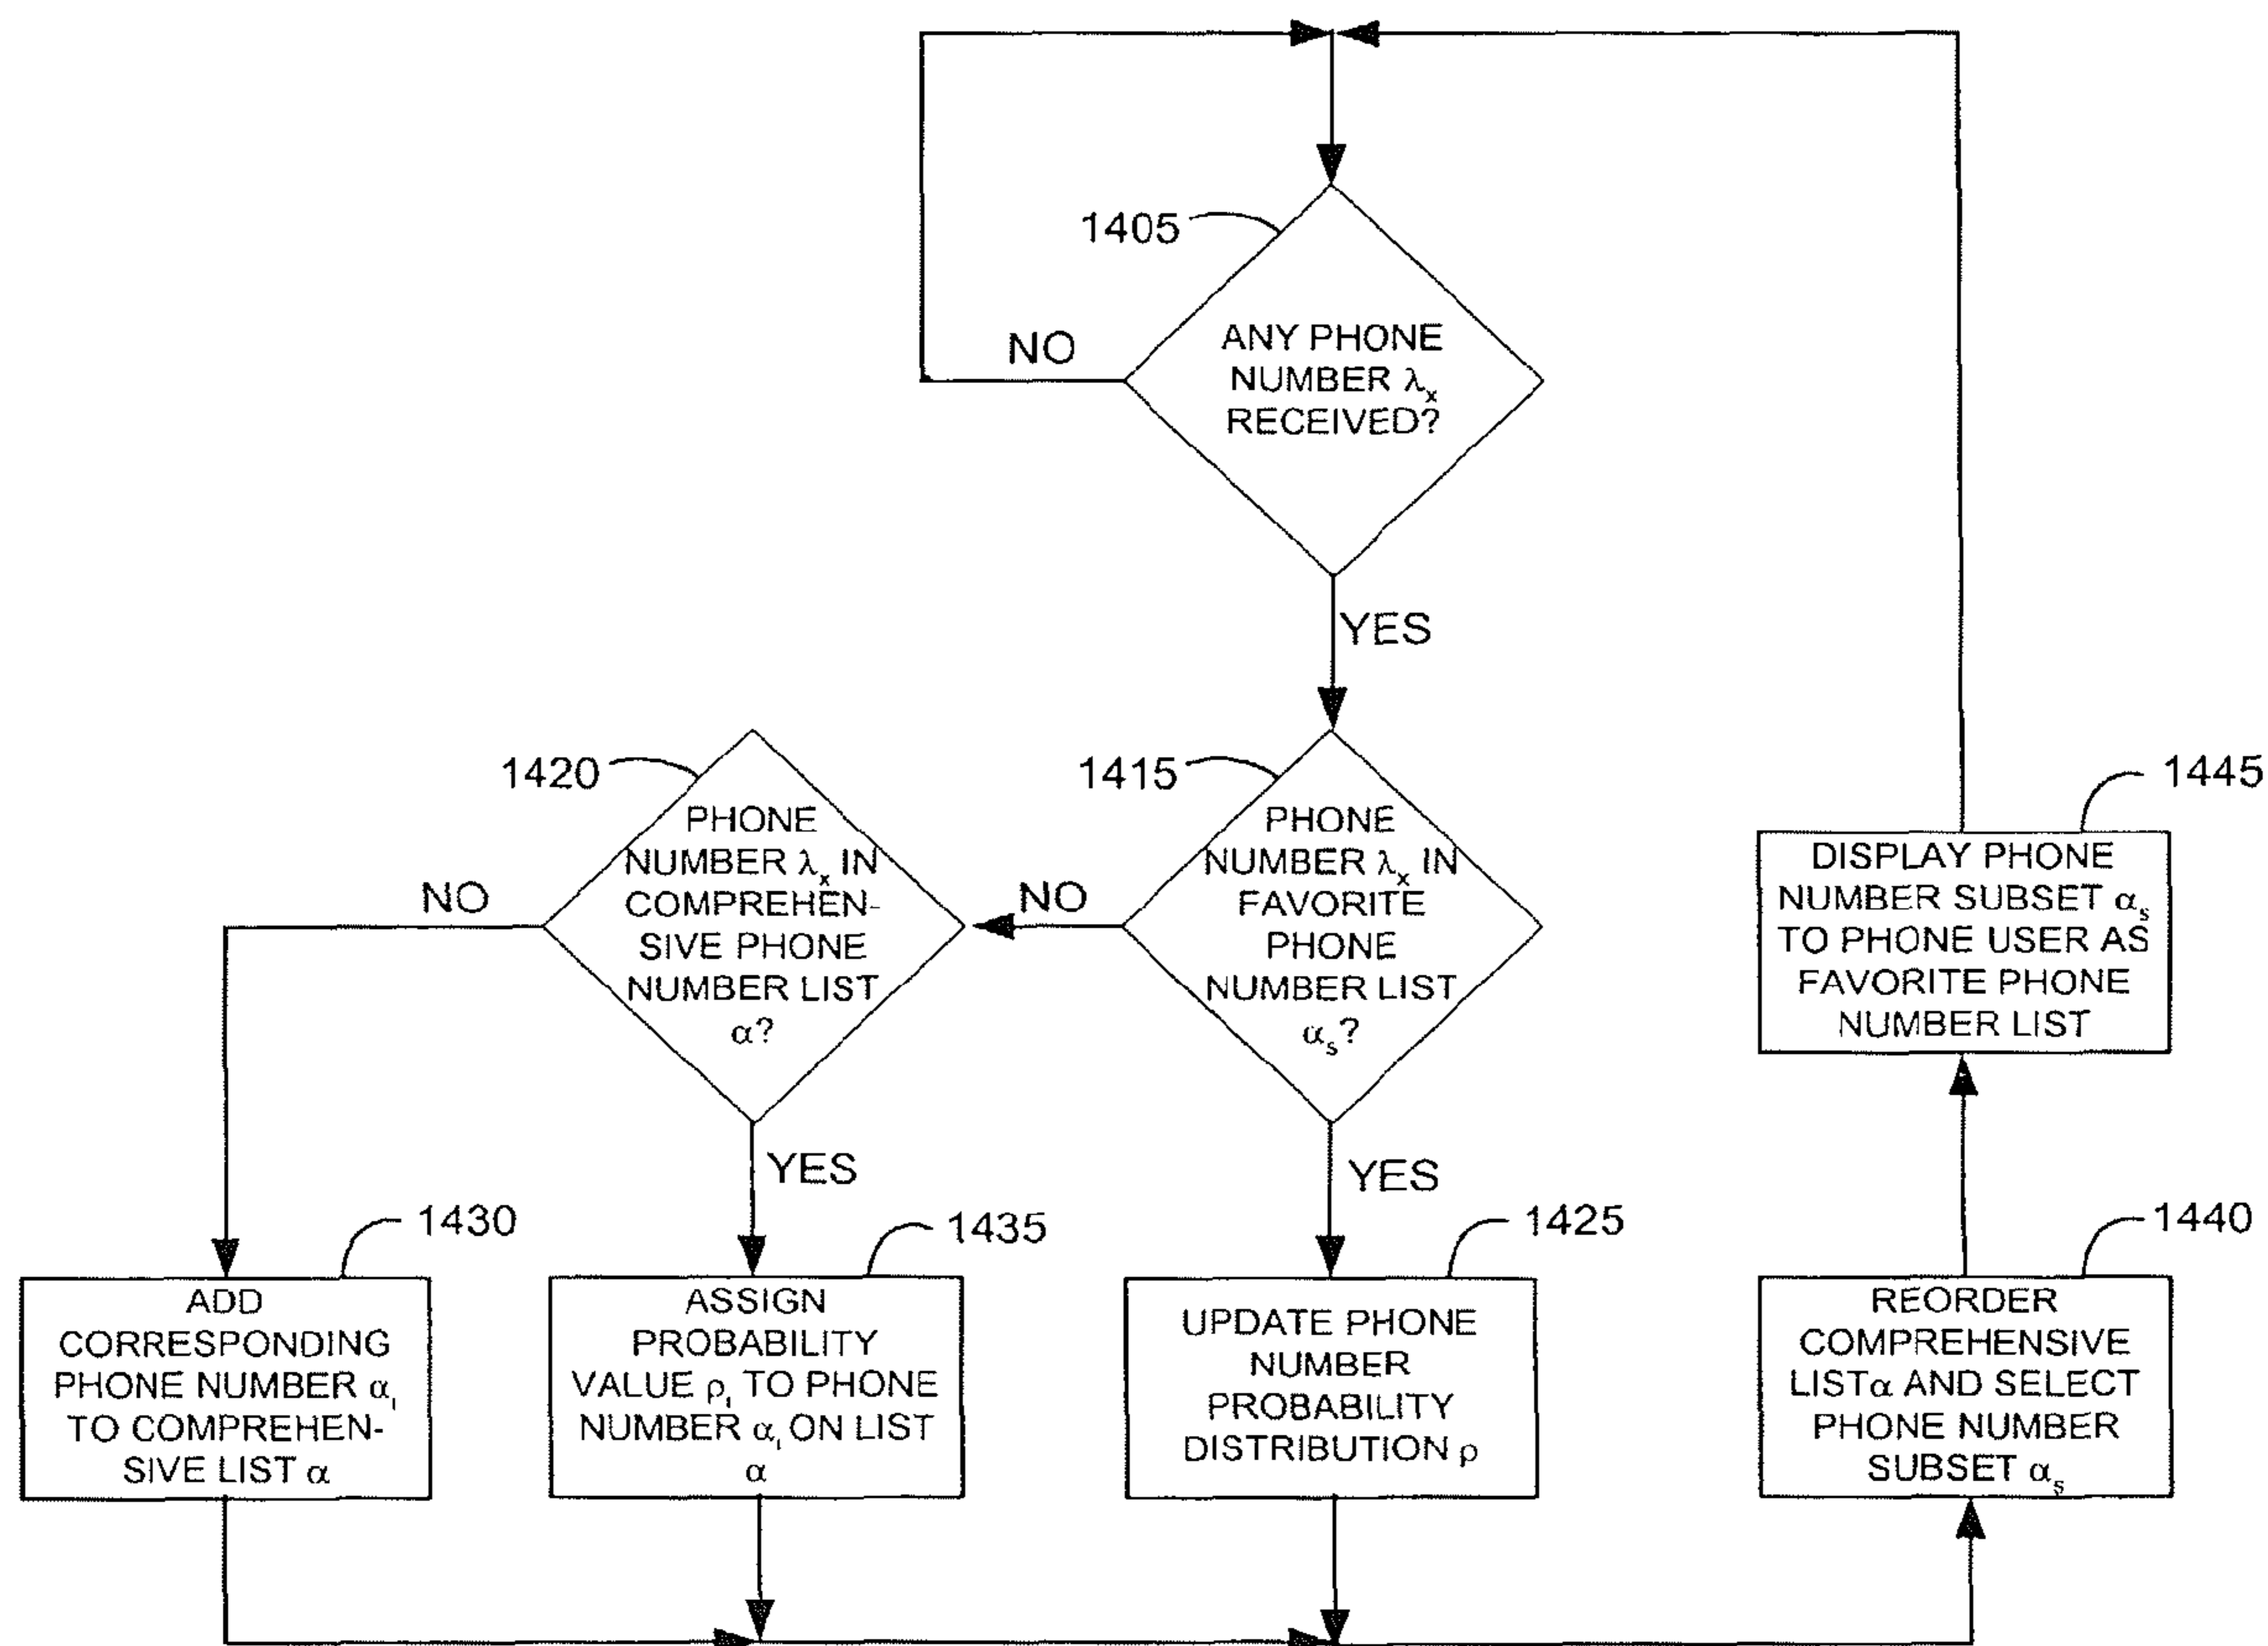 1405
ANY PHONE
NUMBER λx
RECEIVED?
NO
YES
1420
PHONE
NUMBER λx IN
COMPREHEN-
SIVE PHONE
NUMBER LIST
α?
NO
YES
1415
PHONE
NUMBER λx IN
FAVORITE
PHONE
NUMBER LIST
αs?
NO
YES
1445
DISPLAY PHONE
NUMBER SUBSET αs
TO PHONE USER AS
FAVORITE PHONE
NUMBER LIST
1430
ADD
CORRESPONDING
PHONE NUMBER αi
TO COMPREHEN-
SIVE LIST α
1435
ASSIGN
PROBABILITY
VALUE ρi TO PHONE
NUMBER αi ON LIST
α
1425
UPDATE PHONE
NUMBER
PROBABILITY
DISTRIBUTION ρ
1440
REORDER
COMPREHENSIVE
LISTα AND SELECT
PHONE NUMBER
SUBSET αs